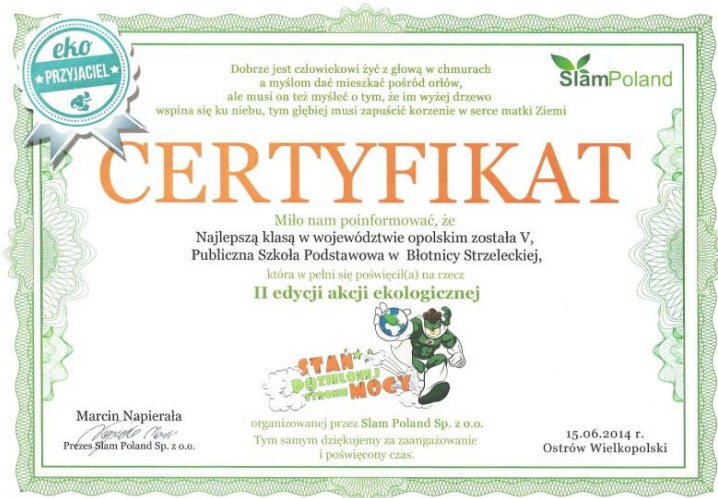 eko
PRZYJACIEL
SlamPoland
Dobrze jest człowiekowi żyć z głową w chmurach
a myślom dać mieszkać pośród orłów,
ale musi on też myśleć o tym, że im wyżej drzewo
wspina się ku niebu, tym głębiej musi zapuścić korzenie w serce matki Ziemi
CERTYFIKAT
Miło nam poinformować, że
Najlepszą klasą w województwie opolskim została V,
Publiczna Szkoła Podstawowa w Błotnicy Strzeleckiej,
która w pełni się poświęcił(a) na rzecz
II edycji akcji ekologicznej
STAŃ
PO ZIELONEJ
STRONIE MOCY
organizowanej przez Slam Poland Sp. z o.o.
Tym samym dziękujemy za zaangażowanie
i poświęcony czas.
Marcin Napierała
Prezes Slam Poland Sp. z o.o.
15.06.2014 r.
Ostrów Wielkopolski